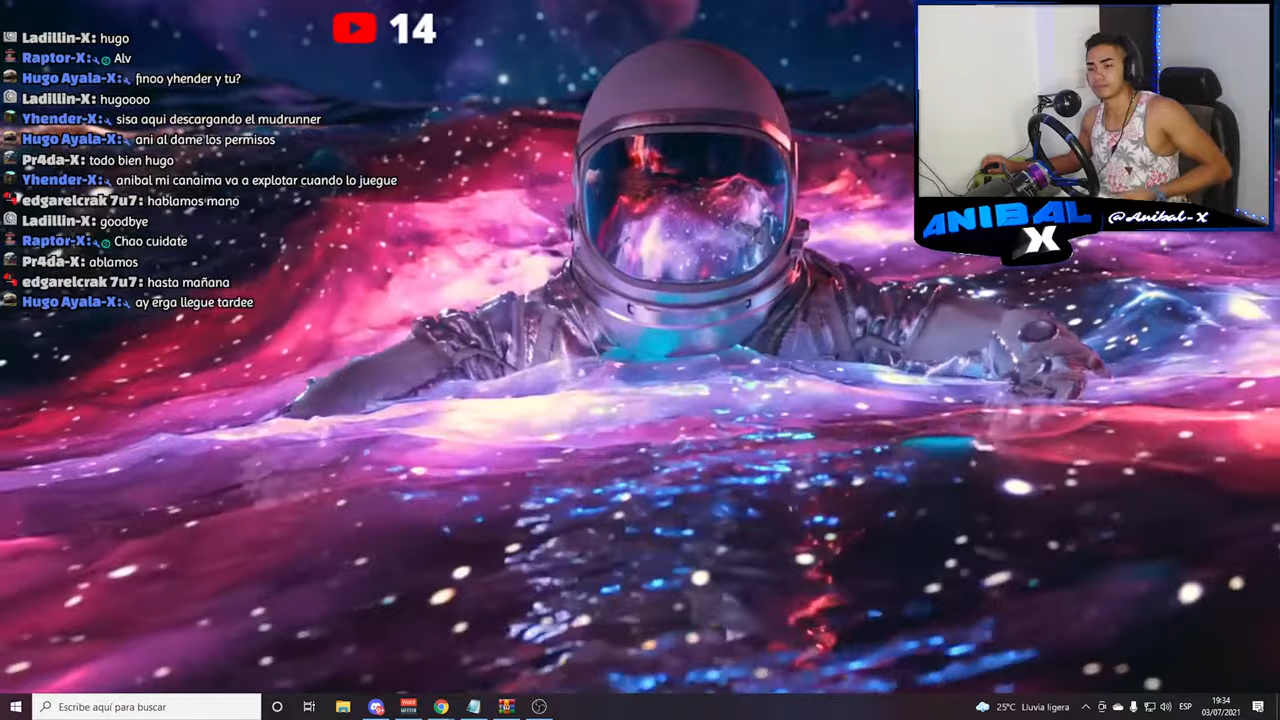 Ladillin-X: hugo
Raptor-X: Alv
Hugo Ayala-X: finoo yhender y tu?
Ladillin-X: hugoooo
Yhender-X: sisa aqui descargando el mudrunner
Hugo Ayala-X: ani al dame los permisos
Pr4da-X: todo bien hugo
Yhender-X: anibal mi canaima va a explotar cuando lo juegue
edgarelcrak 7u7: hablamos mano
Ladillin-X: goodbye
Raptor-X: Chao cuidate
Pr4da-X: ablamos
edgarelcrak 7u7: hasta mañana
Hugo Ayala-X: ay erga llegue tardee
14
ANIBAL X
@Anibal-X
Escribe aquí para buscar
25°C Lluvia ligera
ESP
19:34
03/07/2021